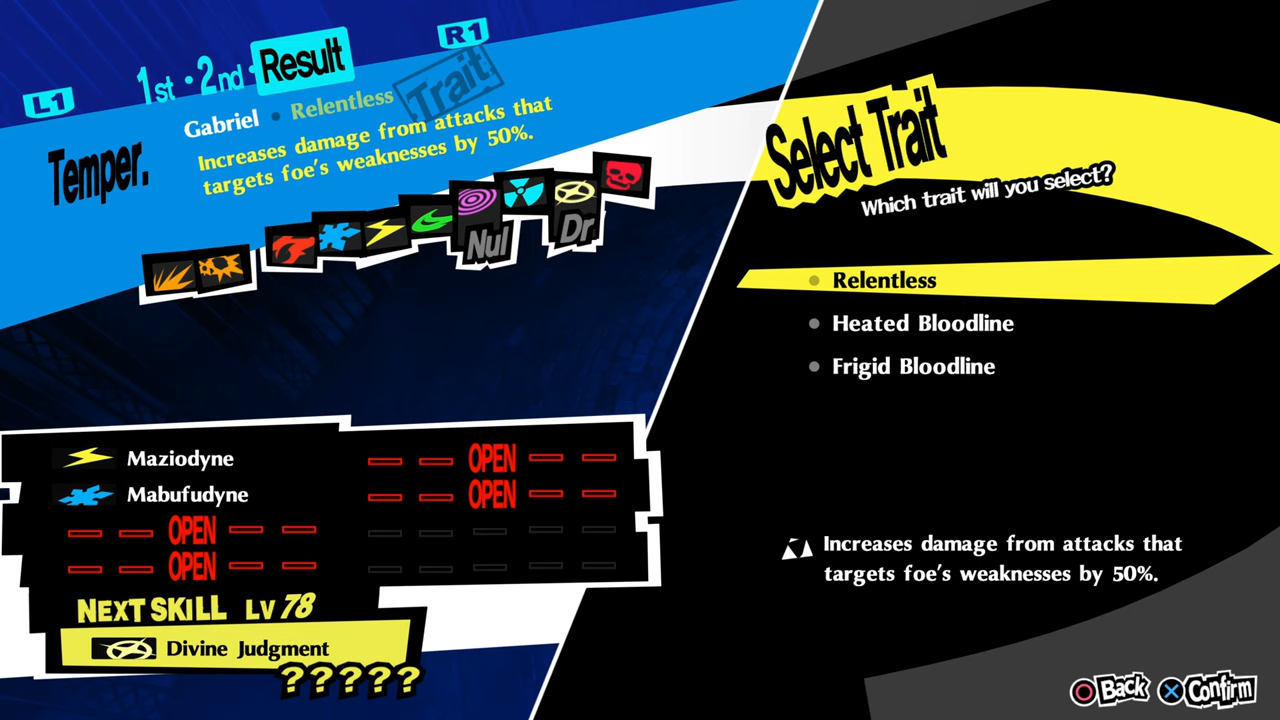 L1
1st · 2nd · Result
R1
Trait
Temper.
Gabriel • Relentless
Increases damage from attacks that
targets foe's weaknesses by 50%.
Nul
Dr
Select Trait
Which trait will you select?
Relentless
Heated Bloodline
Frigid Bloodline
Maziodyne
OPEN
Mabufudyne
OPEN
OPEN
OPEN
NEXT SKILL LV 78
Divine Judgment
?????
Increases damage from attacks that
targets foe's weaknesses by 50%.
Back
Confirm